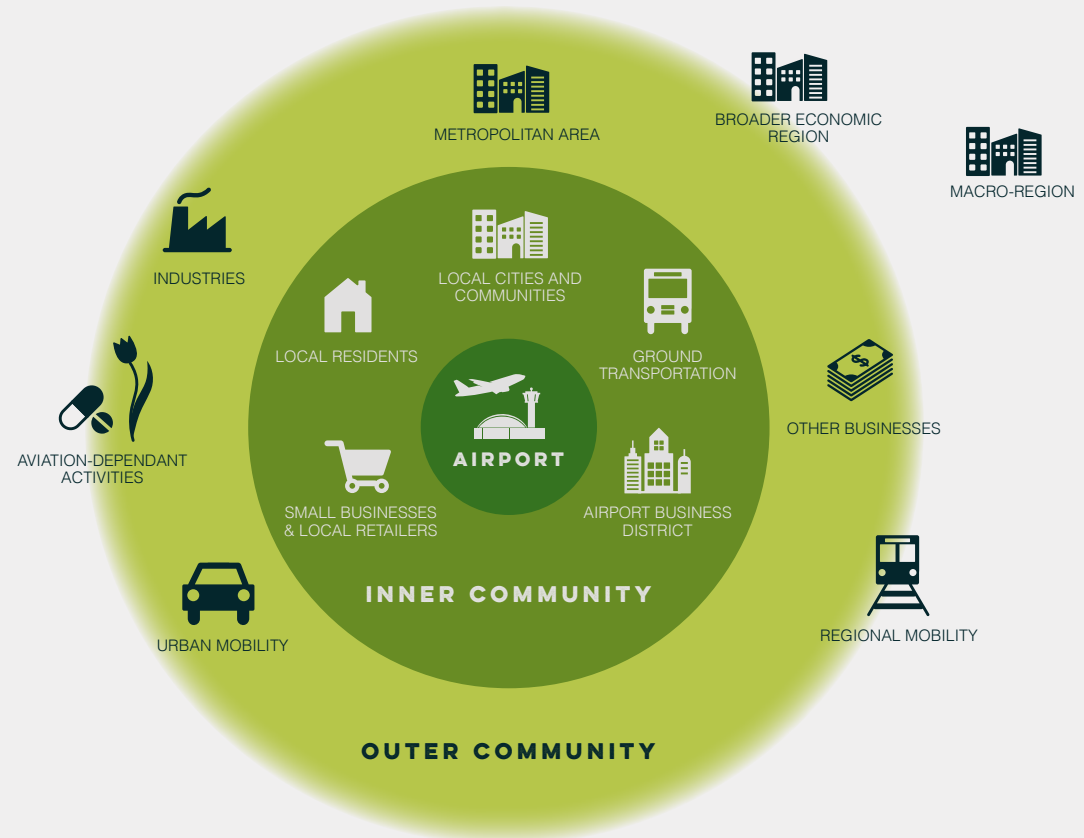 METROPOLITAN AREA
BROADER ECONOMIC
REGION
MACRO-REGION
INDUSTRIES
LOCAL CITIES AND
COMMUNITIES
LOCAL RESIDENTS
GROUND
TRANSPORTATION
$$
OTHER BUSINESSES
AVIATION-DEPENDANT
ACTIVITIES
AIRPORT
SMALL BUSINESSES
& LOCAL RETAILERS
AIRPORT BUSINESS
DISTRICT
INNER COMMUNITY
URBAN MOBILITY
REGIONAL MOBILITY
OUTER COMMUNITY